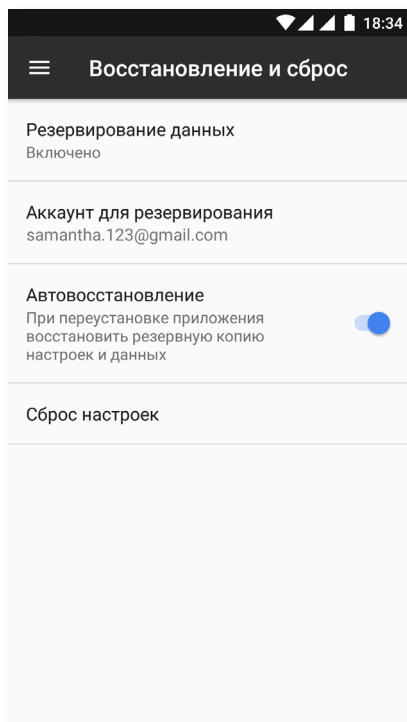 18:34
Восстановление и сброс
Резервирование данных
Включено
Аккаунт для резервирования
samantha.123@gmail.com
Автовосстановление
При переустановке приложения
восстановить резервную копию
настроек и данных
Сброс настроек